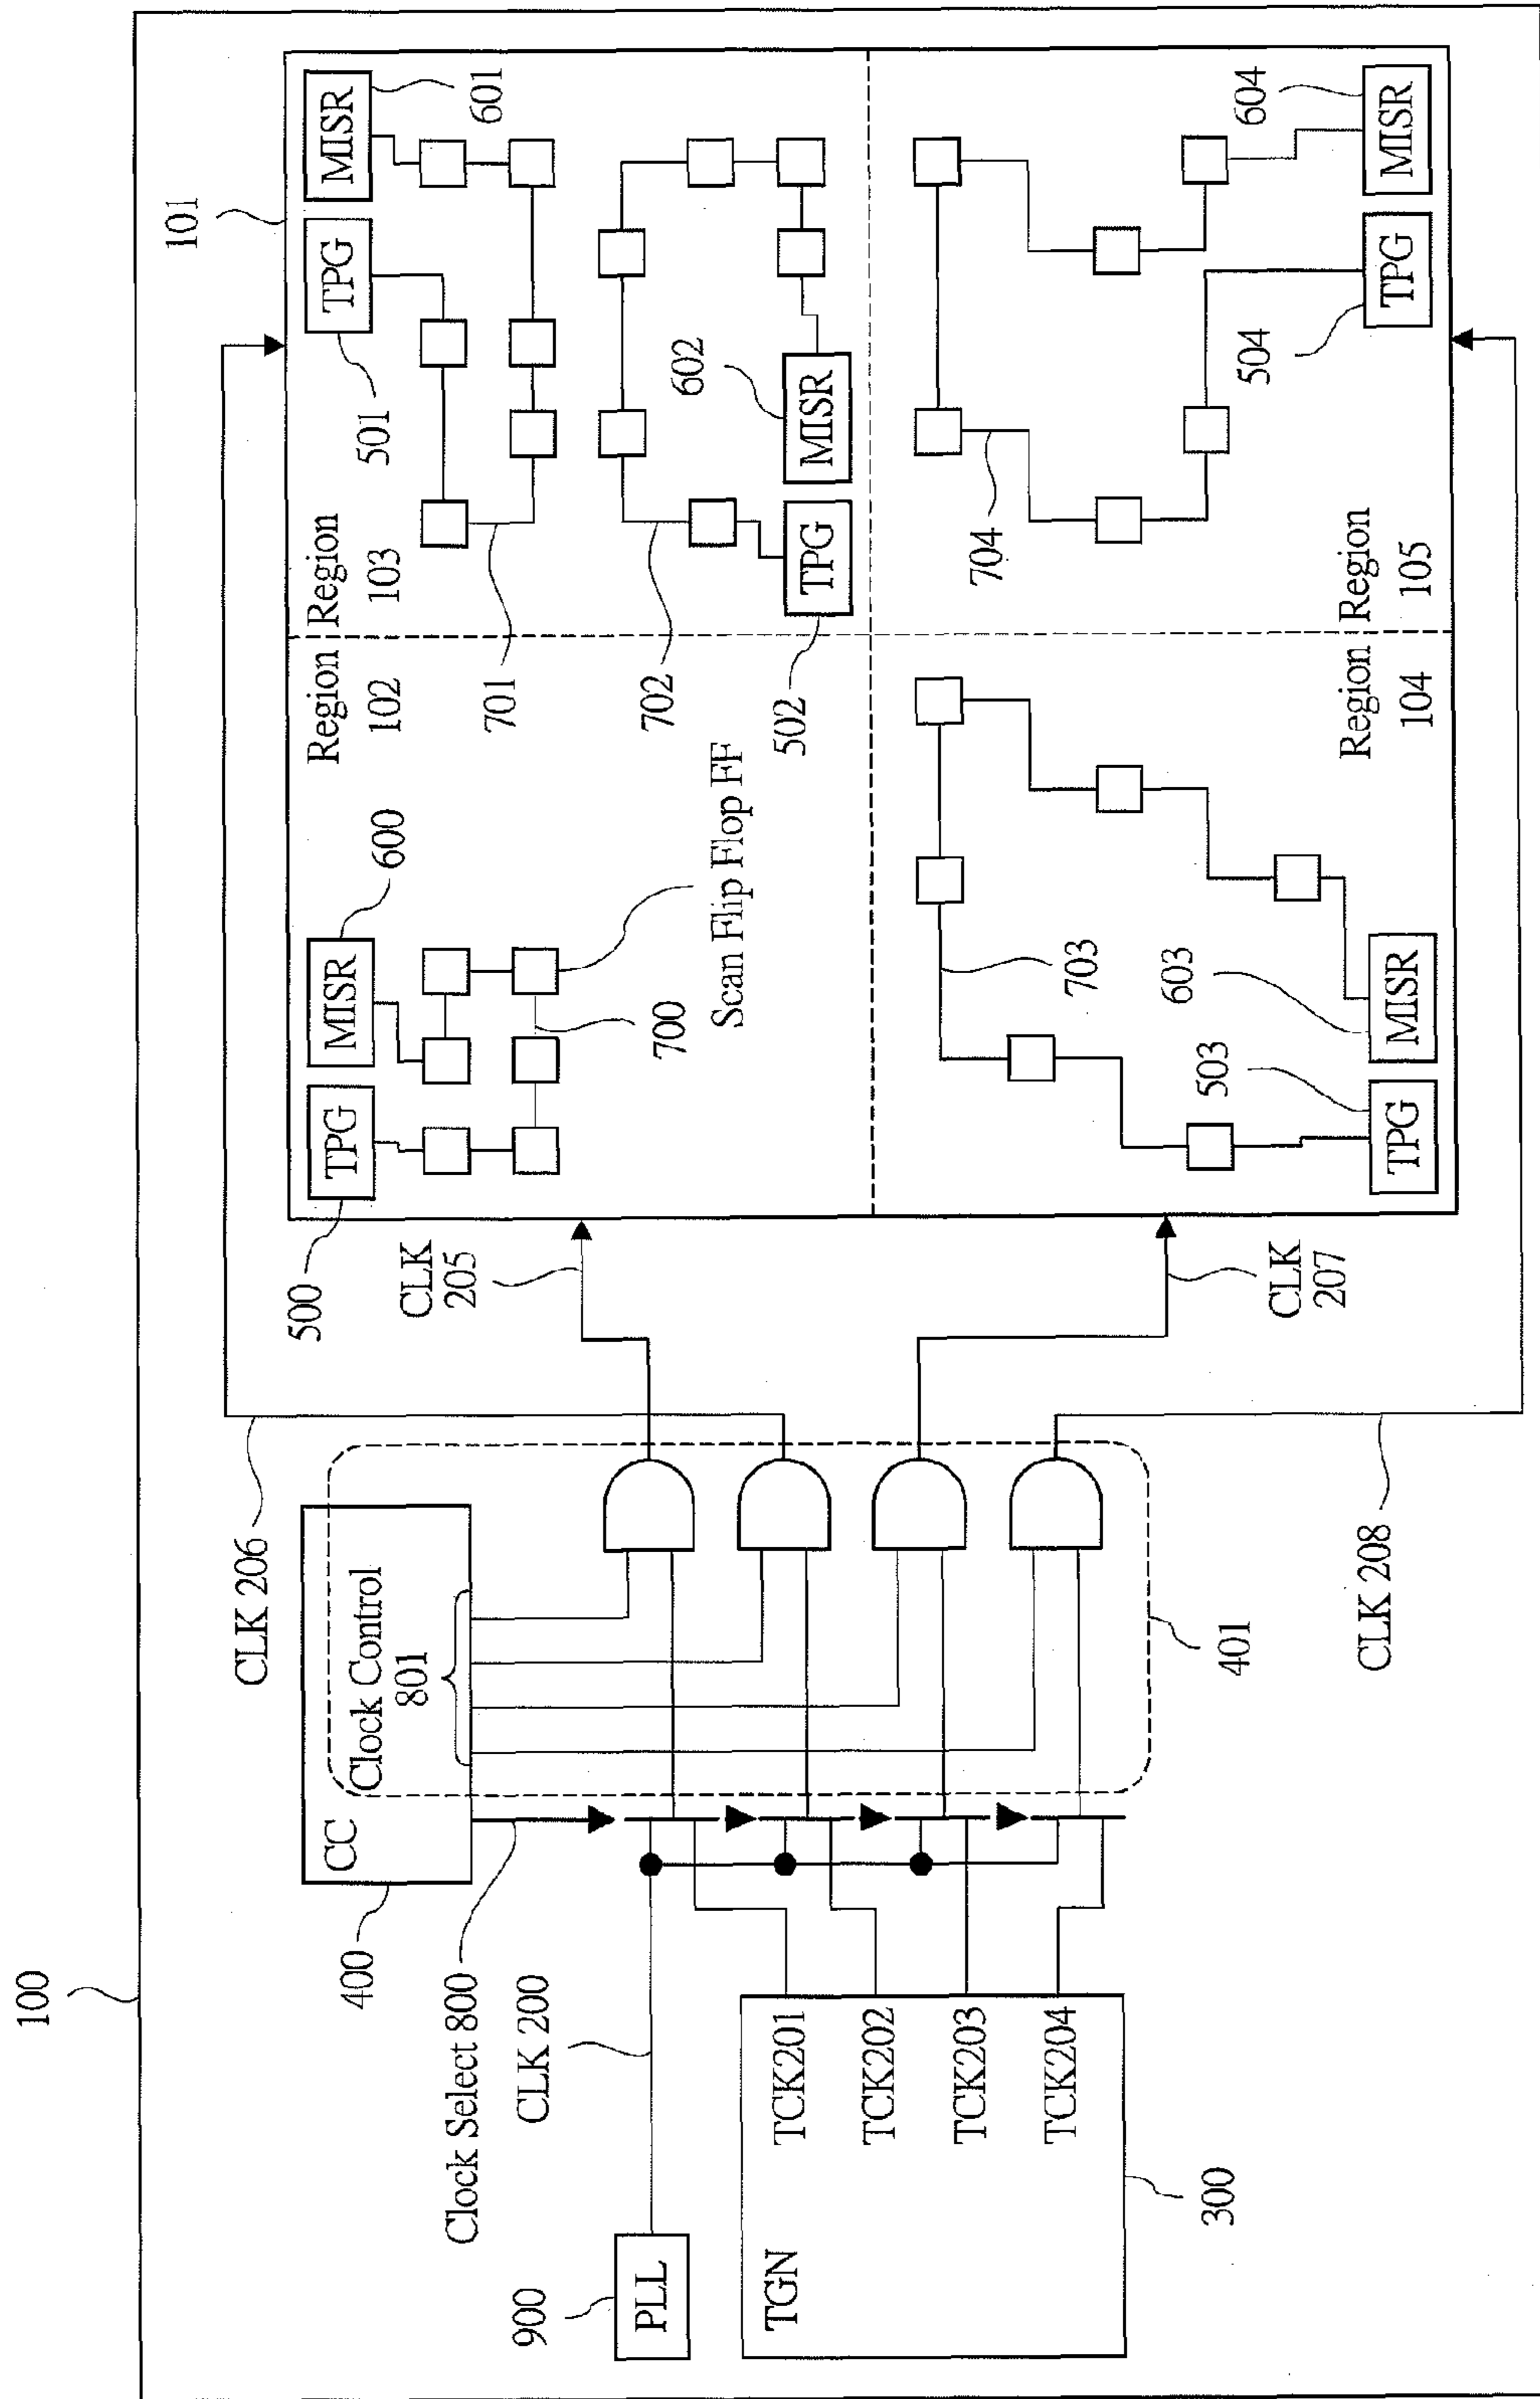 100
CLK 206
CC
Clock Control
801
400
Clock Select 800
CLK 200
900
PLL
TGN
TCK201
TCK202
TCK203
TCK204
300
401
CLK 208
CLK
205
CLK
207
101
500
TPG
MISR
600
Region
102
700
Scan Flip Flop FF
Region
103
501
TPG
MISR
601
701
702
502
TPG
MISR
602
703
603
503
TPG
MISR
Region
104
704
Region
105
504
TPG
MISR
604